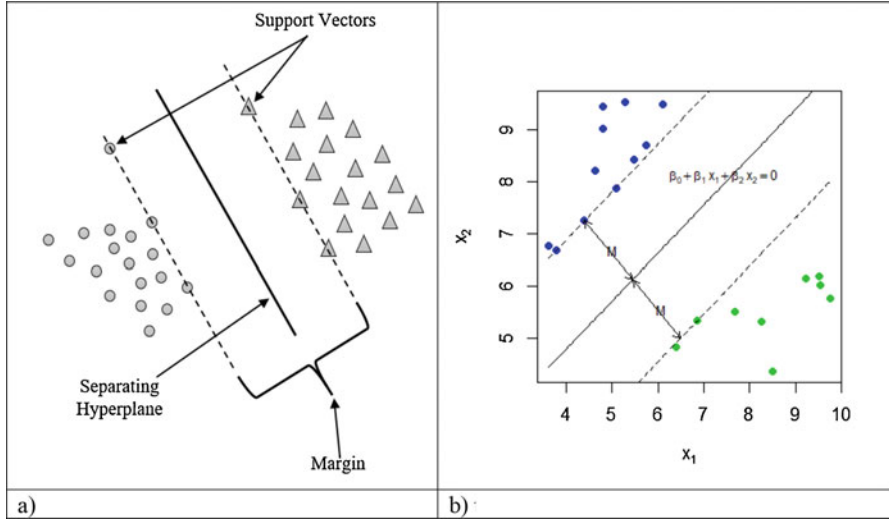 Support Vectors
Separating
Hyperplane
Margin
a)
β₀ + β₁ X₁ + β₂ X₂ = 0
M
M
9
8
7
6
5
X₂
4 5 6 7 8 9 10
X₁
b)